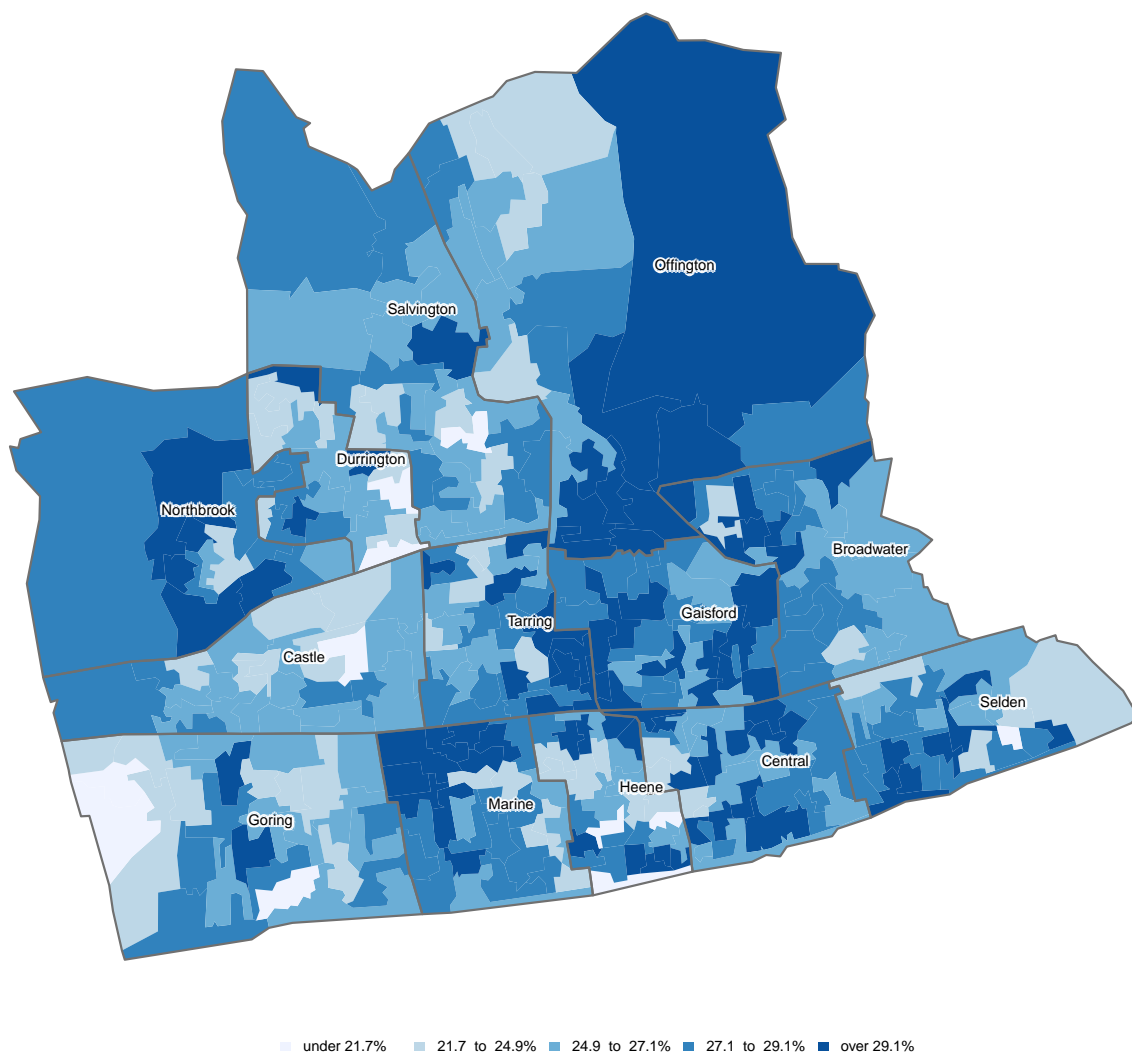 Offington
Salvington
Durrington
Northbrook
Broadwater
Gaisford
Tarring
Castle
Selden
Central
Heene
Marine
Goring
under 21.7% 21.7 to 24.9% 24.9 to 27.1% 27.1 to 29.1% over 29.1%